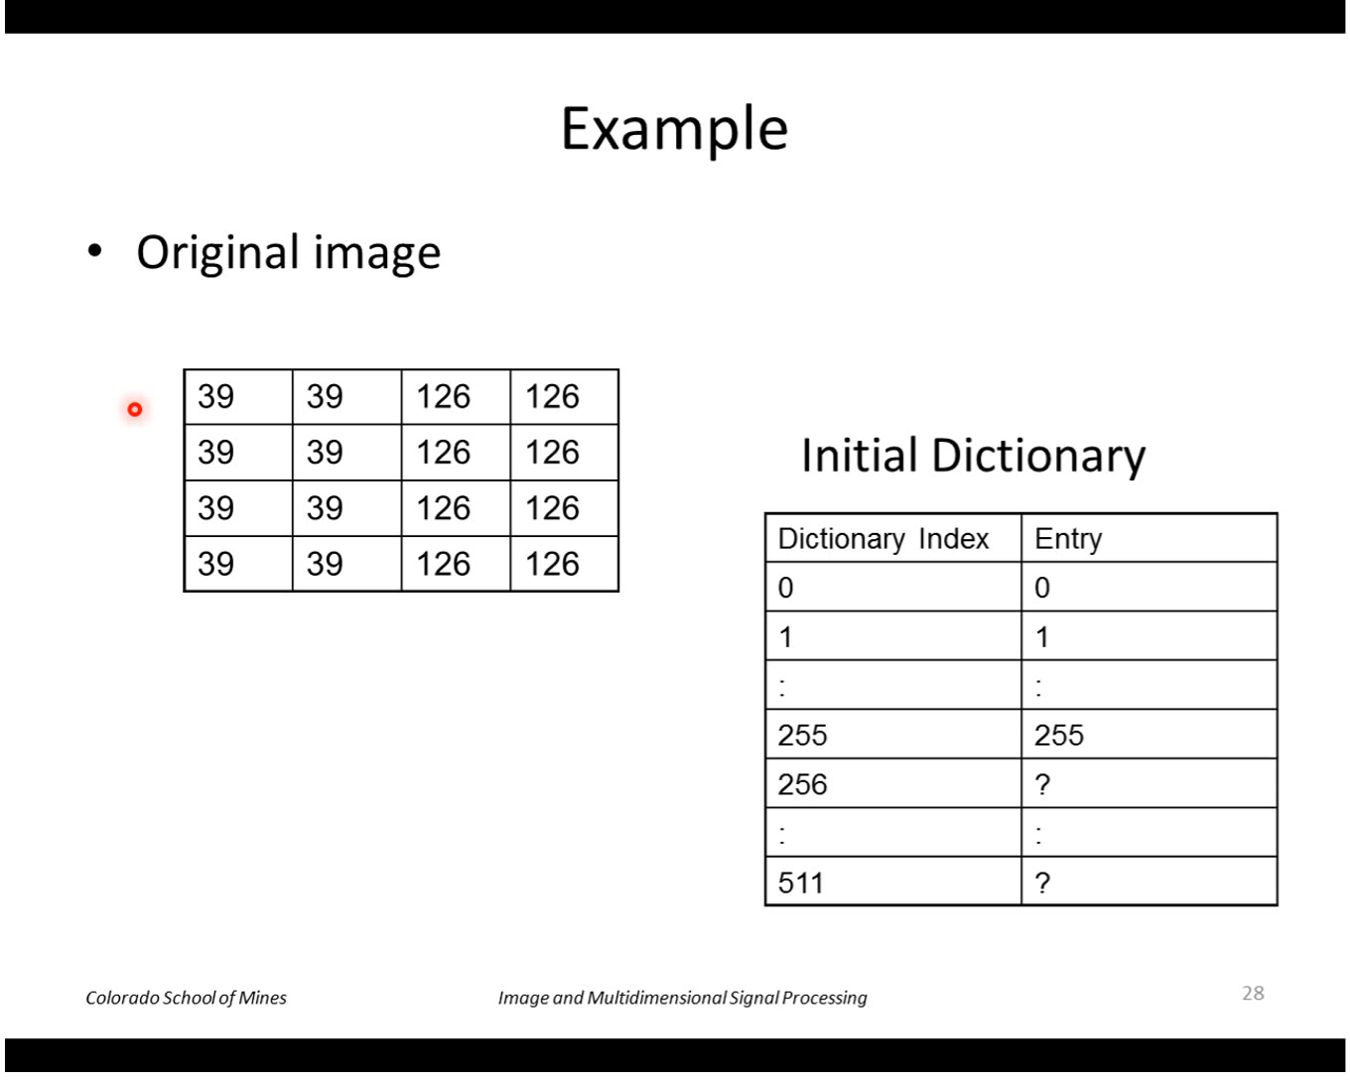 Example
• Original image
39 39 126 126
39 39 126 126
39 39 126 126
39 39 126 126
Initial Dictionary
Dictionary Index Entry
0 0
1 1
: :
255 255
256 ?
: :
511 ?
Colorado School of Mines Image and Multidimensional Signal Processing 28